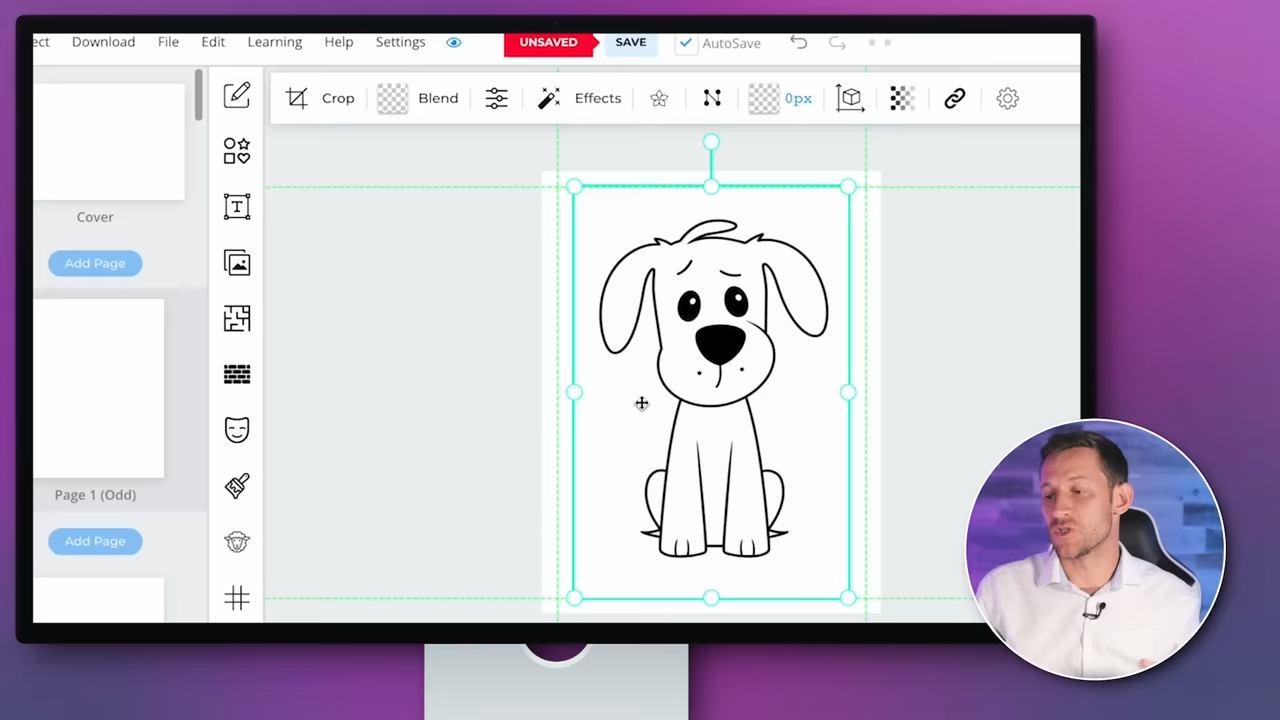 ect Download File Edit Learning Help Settings UNSAVED SAVE AutoSave
Crop Blend Effects 0px
Cover
Add Page
T
Page 1 (Odd)
Add Page